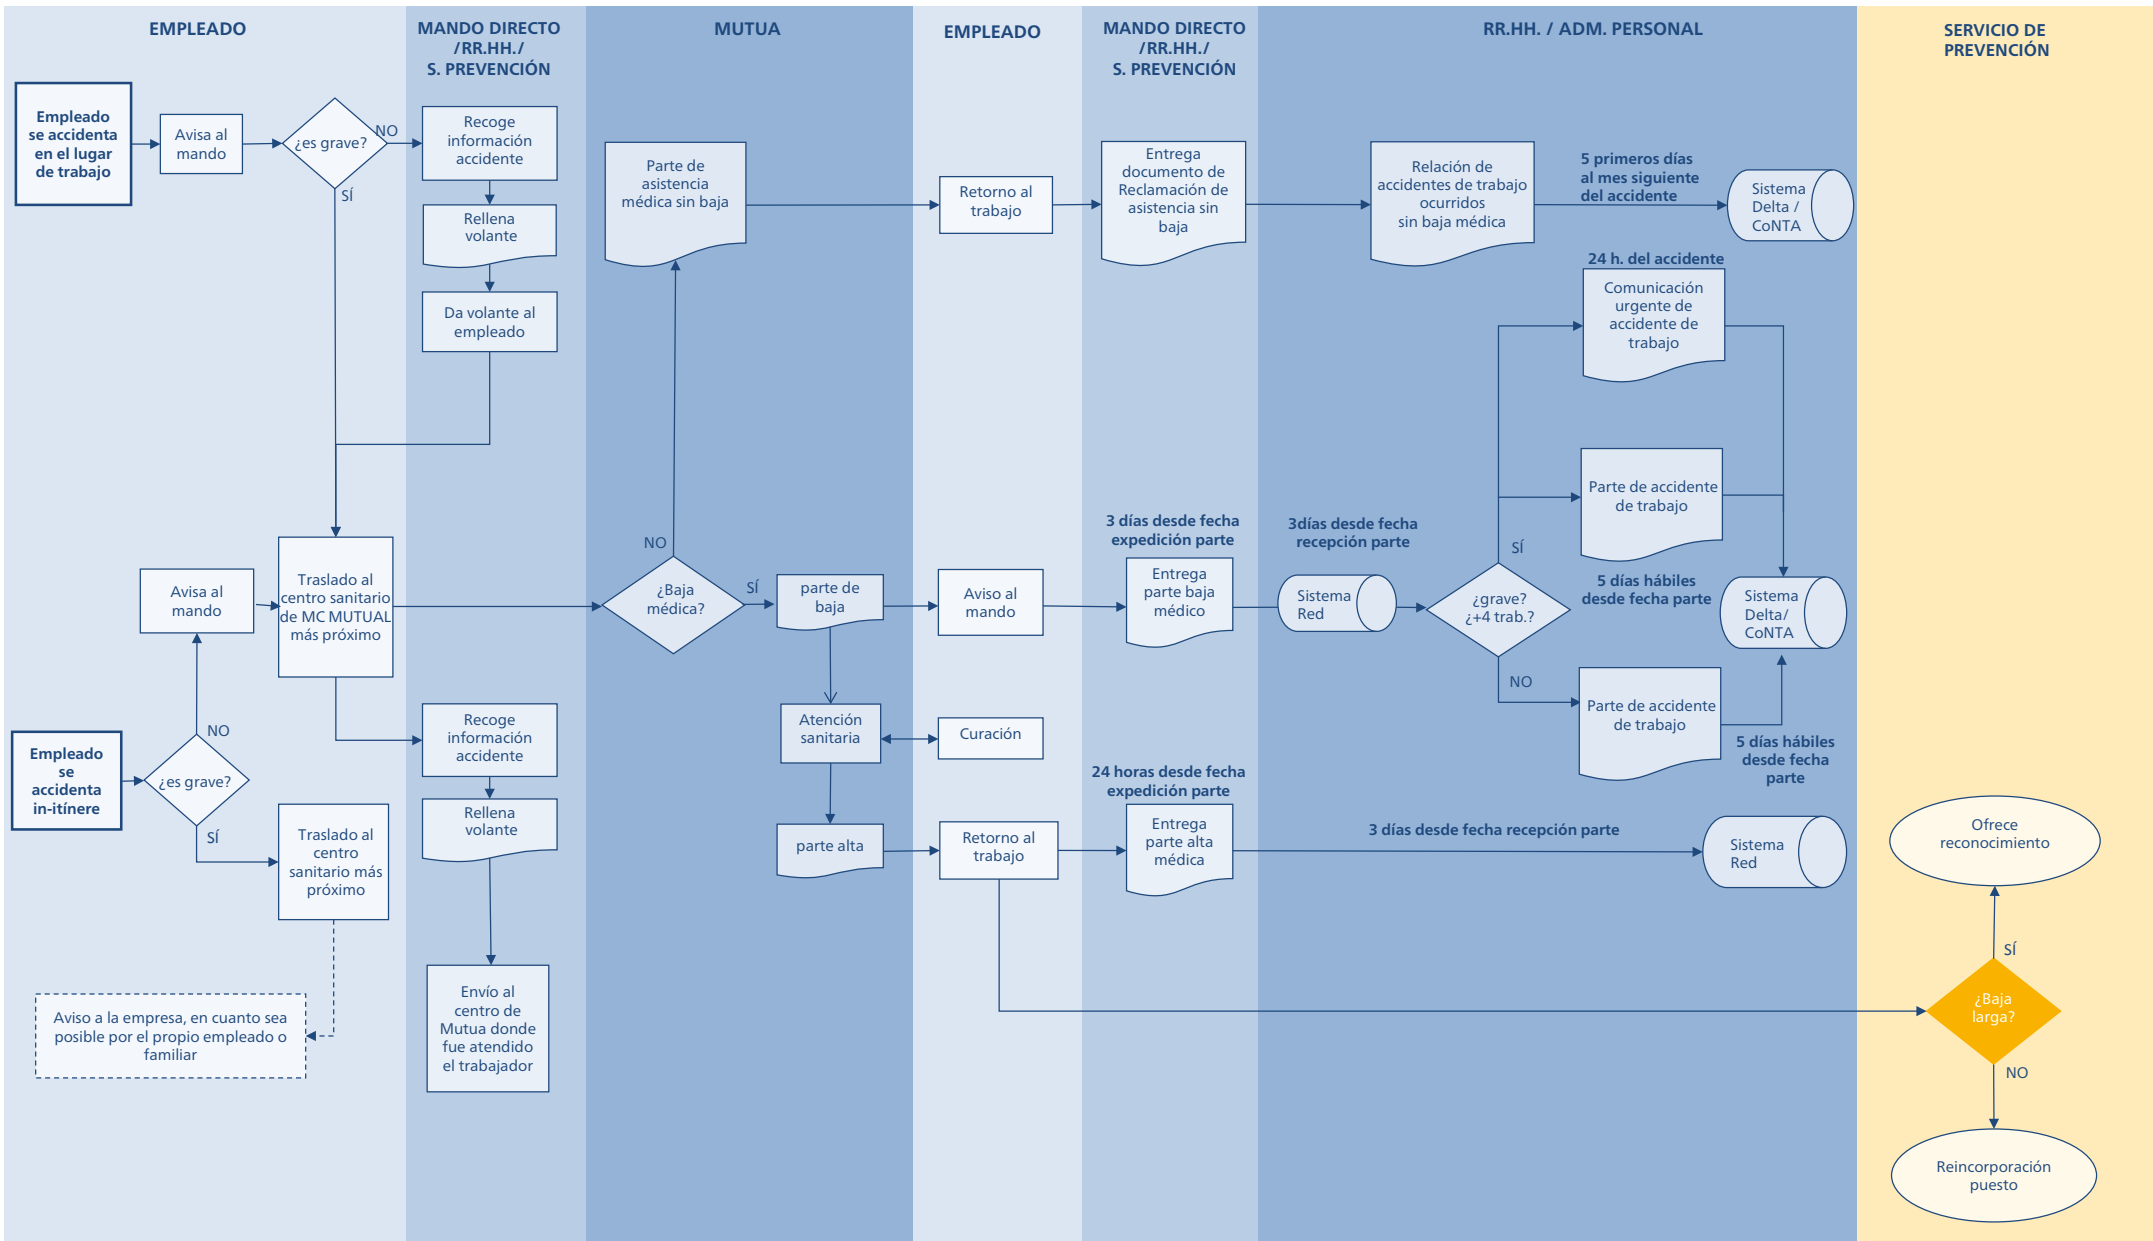 EMPLEADO
MANDO DIRECTO
/RR.HH./
S. PREVENCIÓN
MUTUA
EMPLEADO
MANDO DIRECTO
/RR.HH./
S. PREVENCIÓN
RR.HH. / ADM. PERSONAL
SERVICIO DE
PREVENCIÓN
Empleado
se accidenta
en el lugar
de trabajo
Avisa al
mando
¿es grave?
NO
SÍ
Recoge
información
accidente
Rellena
volante
Da volante al
empleado
Parte de
asistencia
médica sin baja
Retorno al
trabajo
Entrega
documento de
Reclamación de
asistencia sin
baja
Relación de
accidentes de trabajo
ocurridos
sin baja médica
5 primeros días
al mes siguiente
del accidente
Sistema
Delta /
CoNTA
24 h. del accidente
Comunicación
urgente de
accidente de
trabajo
Parte de accidente
de trabajo
Avisa al
mando
Traslado al
centro sanitario
de MC MUTUAL
más próximo
NO
¿Baja
médica?
SÍ
parte de
baja
Aviso al
mando
3 días desde fecha
expedición parte
Entrega
parte baja
médico
3días desde fecha
recepción parte
Sistema
Red
SÍ
¿grave?
¿+4 trab.?
NO
5 días hábiles
desde fecha parte
Sistema
Delta/
CoNTA
Parte de accidente
de trabajo
5 días hábiles
desde fecha
parte
Empleado
se
accidenta
in-itínere
NO
¿es grave?
SÍ
Traslado al
centro
sanitario más
próximo
Aviso a la empresa, en cuanto sea
posible por el propio empleado o
familiar
Recoge
información
accidente
Rellena
volante
Envío al
centro de
Mutua donde
fue atendido
el trabajador
Atención
sanitaria
Curación
parte alta
Retorno al
trabajo
24 horas desde fecha
expedición parte
Entrega
parte alta
médica
3 días desde fecha recepción parte
Sistema
Red
Ofrece
reconocimiento
SÍ
¿Baja
larga?
NO
Reincorporación
puesto